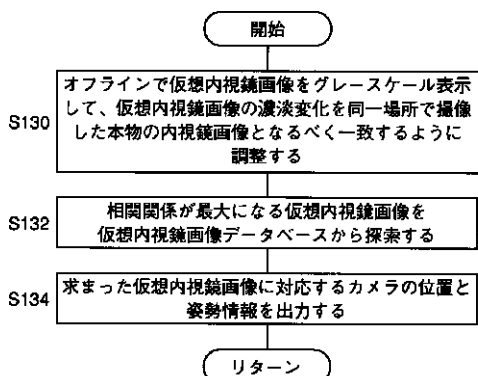 開始
S130
オフラインで仮想内視鏡画像をグレースケール表示
して、仮想内視鏡画像の濃淡変化を同一場所で撮像
した本物の内視鏡画像となるべく一致するように
調整する
S132
相関関係が最大になる仮想内視鏡画像を
仮想内視鏡画像データベースから探索する
S134
求まった仮想内視鏡画像に対応するカメラの位置と
姿勢情報を出力する
リターン